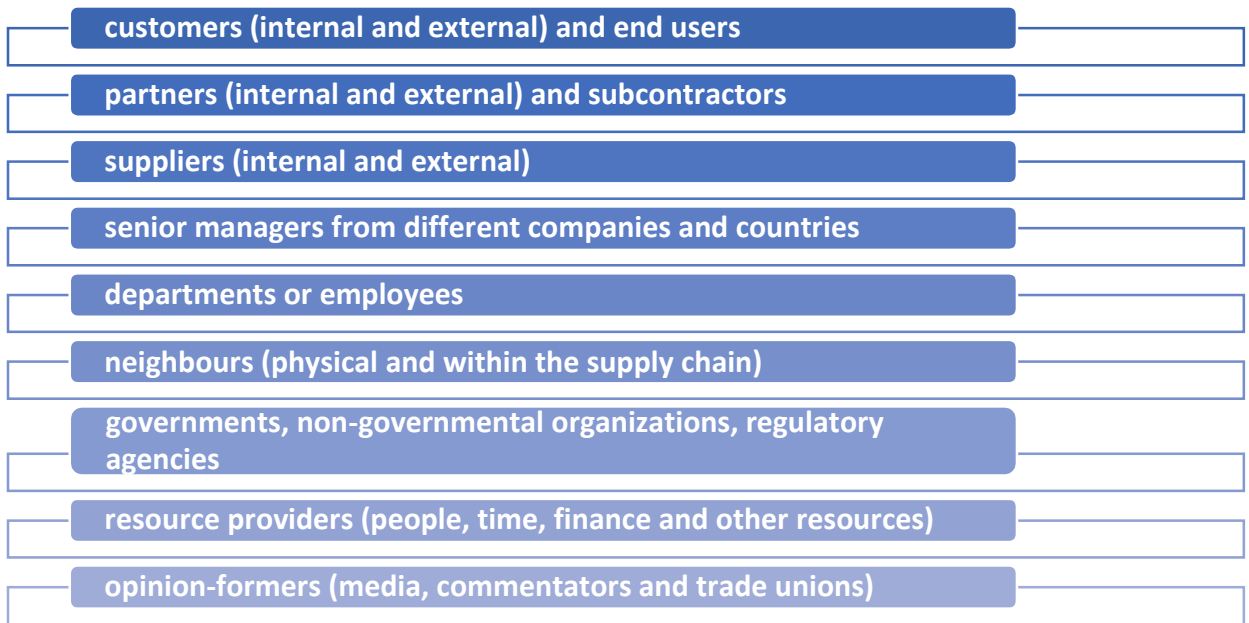 customers (internal and external) and end users
partners (internal and external) and subcontractors
suppliers (internal and external)
senior managers from different companies and countries
departments or employees
neighbours (physical and within the supply chain)
governments, non-governmental organizations, regulatory
agencies
resource providers (people, time, finance and other resources)
opinion-formers (media, commentators and trade unions)